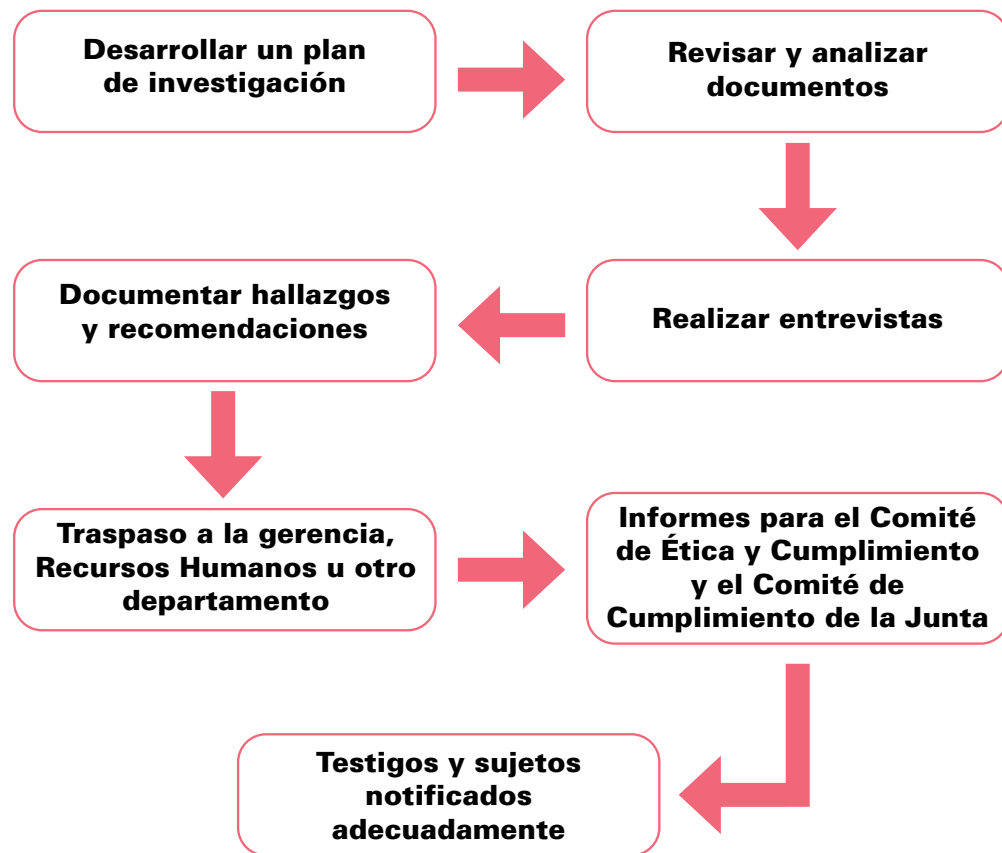 Desarrollar un plan
de investigación
Revisar y analizar
documentos
Realizar entrevistas
Documentar hallazgos
y recomendaciones
Traspaso a la gerencia,
Recursos Humanos u otro
departamento
Informes para el Comité
de Ética y Cumplimiento
y el Comité de
Cumplimiento de la Junta
Testigos y sujetos
notificados
adecuadamente